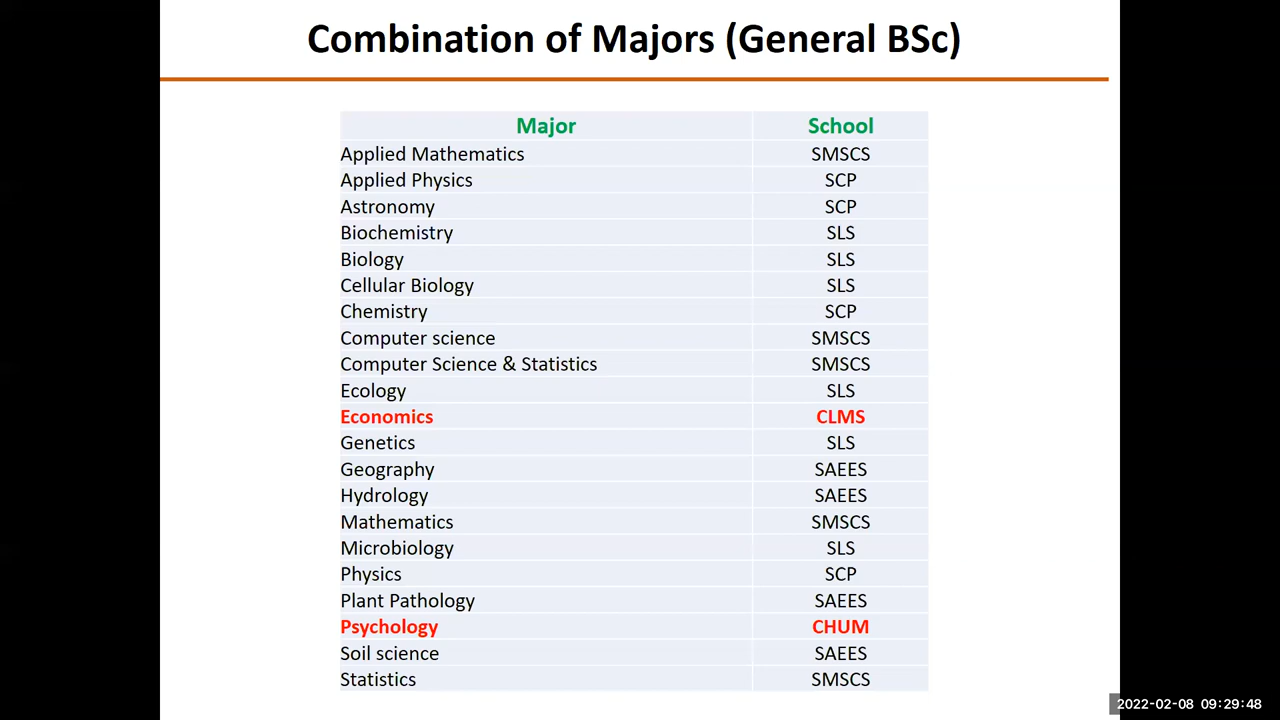 Combination of Majors (General BSc)
Major School
Applied Mathematics SMSCS
Applied Physics SCP
Astronomy SCP
Biochemistry SLS
Biology SLS
Cellular Biology SLS
Chemistry SCP
Computer science SMSCS
Computer Science & Statistics SMSCS
Ecology SLS
Economics CLMS
Genetics SLS
Geography SAEES
Hydrology SAEES
Mathematics SMSCS
Microbiology SLS
Physics SCP
Plant Pathology SAEES
Psychology CHUM
Soil science SAEES
Statistics SMSCS
2022-02-08 09:29:48